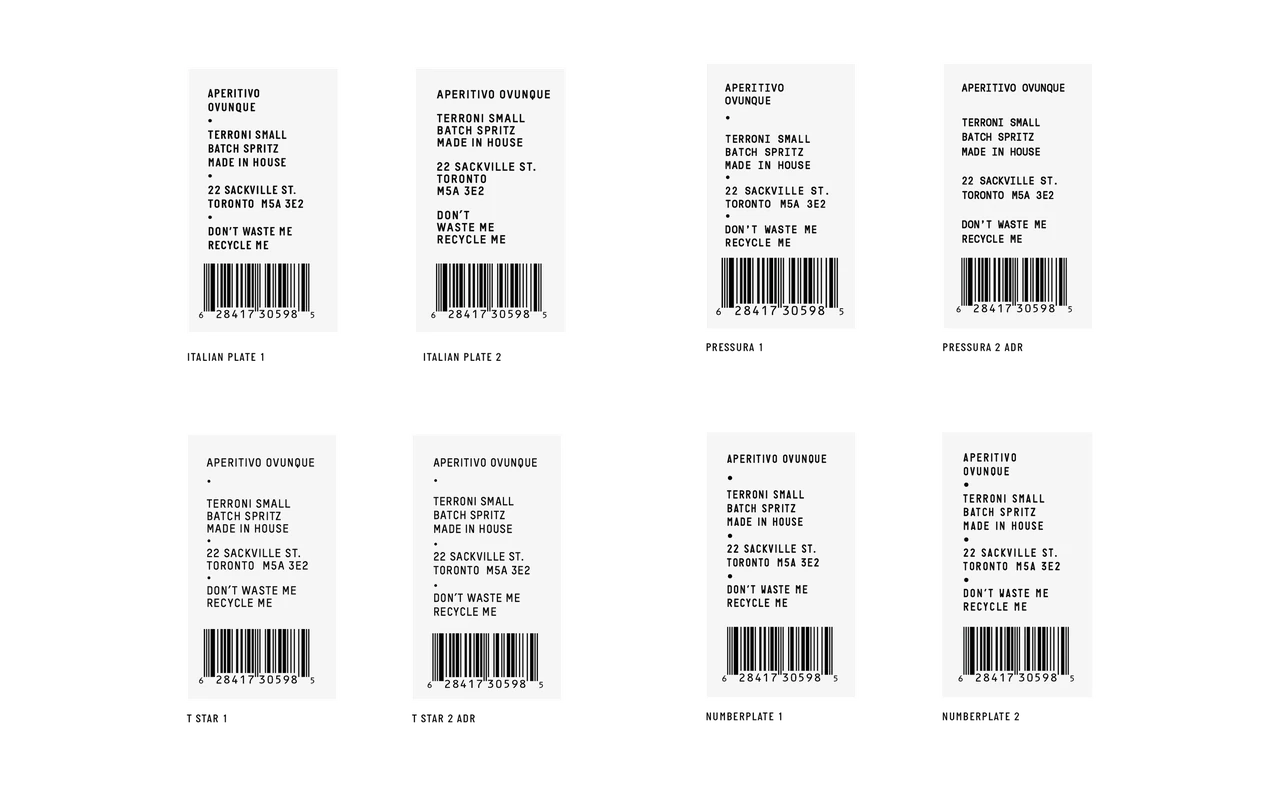 APERITIVO
OVUNQUE
•
TERRONI SMALL
BATCH SPRITZ
MADE IN HOUSE
•
22 SACKVILLE ST.
TORONTO M5A 3E2
•
DON'T WASTE ME
RECYCLE ME
6 28417 30598 5
ITALIAN PLATE 1
APERITIVO OVUNQUE
TERRONI SMALL
BATCH SPRITZ
MADE IN HOUSE
22 SACKVILLE ST.
TORONTO
M5A 3E2
DON'T
WASTE ME
RECYCLE ME
6 28417 30598 5
ITALIAN PLATE 2
APERITIVO
OVUNQUE
•
TERRONI SMALL
BATCH SPRITZ
MADE IN HOUSE
•
22 SACKVILLE ST.
TORONTO M5A 3E2
•
DON'T WASTE ME
RECYCLE ME
6 28417 30598 5
PRESSURA 1
APERITIVO OVUNQUE
TERRONI SMALL
BATCH SPRITZ
MADE IN HOUSE
22 SACKVILLE ST.
TORONTO M5A 3E2
DON'T WASTE ME
RECYCLE ME
6 28417 30598 5
PRESSURA 2 ADR
APERITIVO OVUNQUE
•
TERRONI SMALL
BATCH SPRITZ
MADE IN HOUSE
•
22 SACKVILLE ST.
TORONTO M5A 3E2
•
DON'T WASTE ME
RECYCLE ME
6 28417 30598 5
T STAR 1
APERITIVO OVUNQUE
•
TERRONI SMALL
BATCH SPRITZ
MADE IN HOUSE
•
22 SACKVILLE ST.
TORONTO M5A 3E2
•
DON'T WASTE ME
RECYCLE ME
6 28417 30598 5
T STAR 2 ADR
APERITIVO OVUNQUE
•
TERRONI SMALL
BATCH SPRITZ
MADE IN HOUSE
•
22 SACKVILLE ST.
TORONTO M5A 3E2
•
DON'T WASTE ME
RECYCLE ME
6 28417 30598 5
NUMBERPLATE 1
APERITIVO
OVUNQUE
•
TERRONI SMALL
BATCH SPRITZ
MADE IN HOUSE
•
22 SACKVILLE ST.
TORONTO M5A 3E2
•
DON'T WASTE ME
RECYCLE ME
6 28417 30598 5
NUMBERPLATE 2